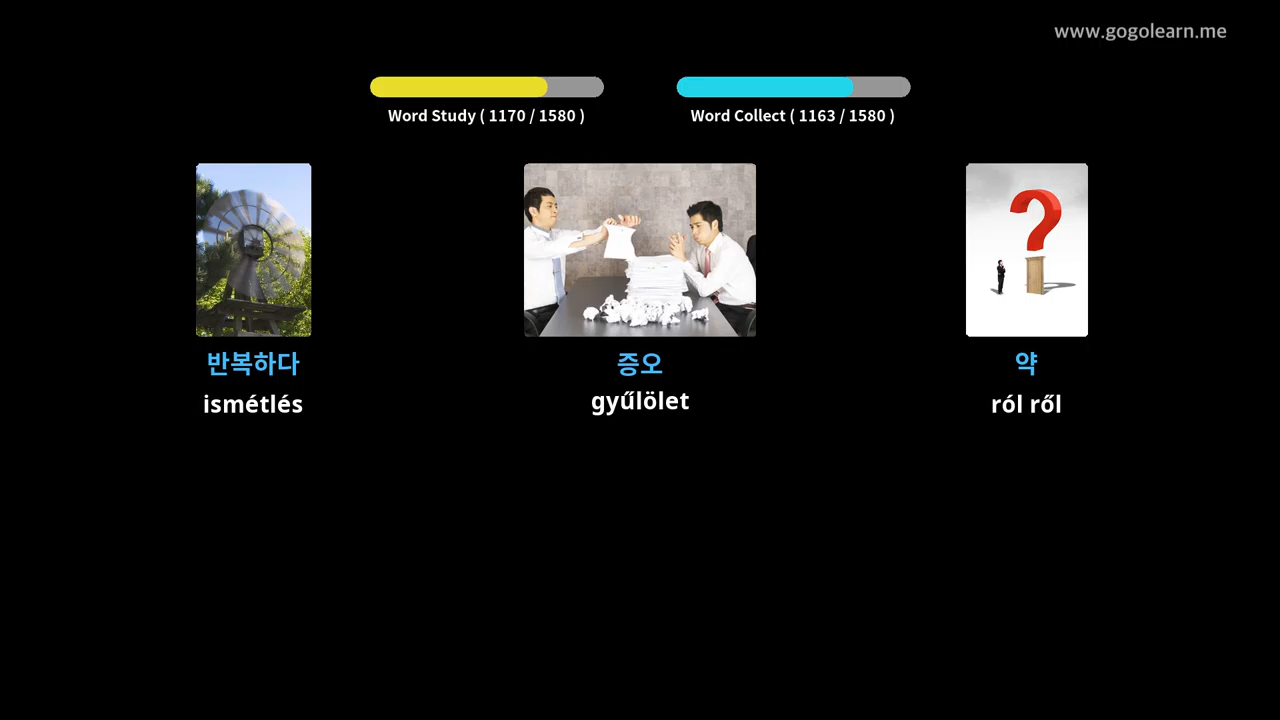 www.gogolearn.me
Word Study ( 1170 / 1580 )
Word Collect ( 1163 / 1580 )
반복하다
증오
약
ismétlés
gyűlölet
ról ről